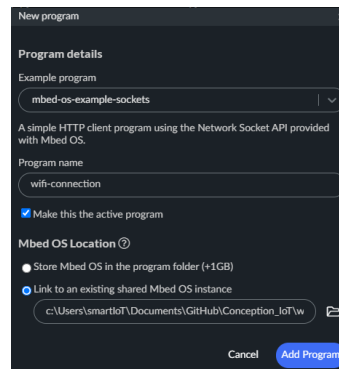 New program
Program details
Example program
mbed-os-example-sockets
A simple HTTP client program using the Network Socket API provided
with Mbed OS.
Program name
wifi-connection
Make this the active program
Mbed OS Location
Store Mbed OS in the program folder (+1GB)
Link to an existing shared Mbed OS instance
c:\Users\smartIoT\Documents\GitHub\Conception_IoT\w
Cancel Add Program